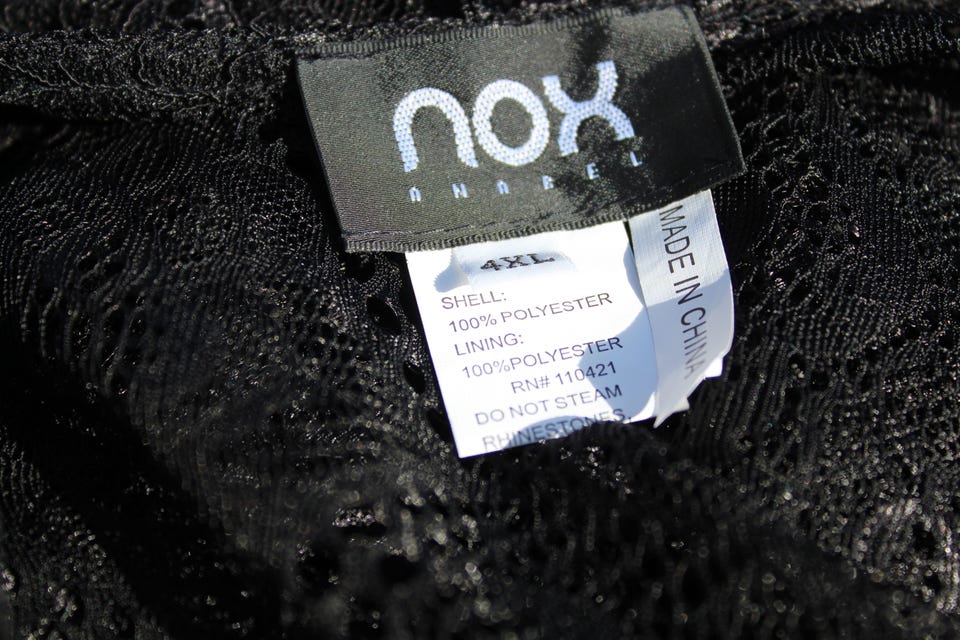 nox
ANABEL
4XL
SHELL:
100% POLYESTER
LINING:
100%POLYESTER
RN# 110421
DO NOT STEAM
RHINESTONES.
MADE IN CHINA